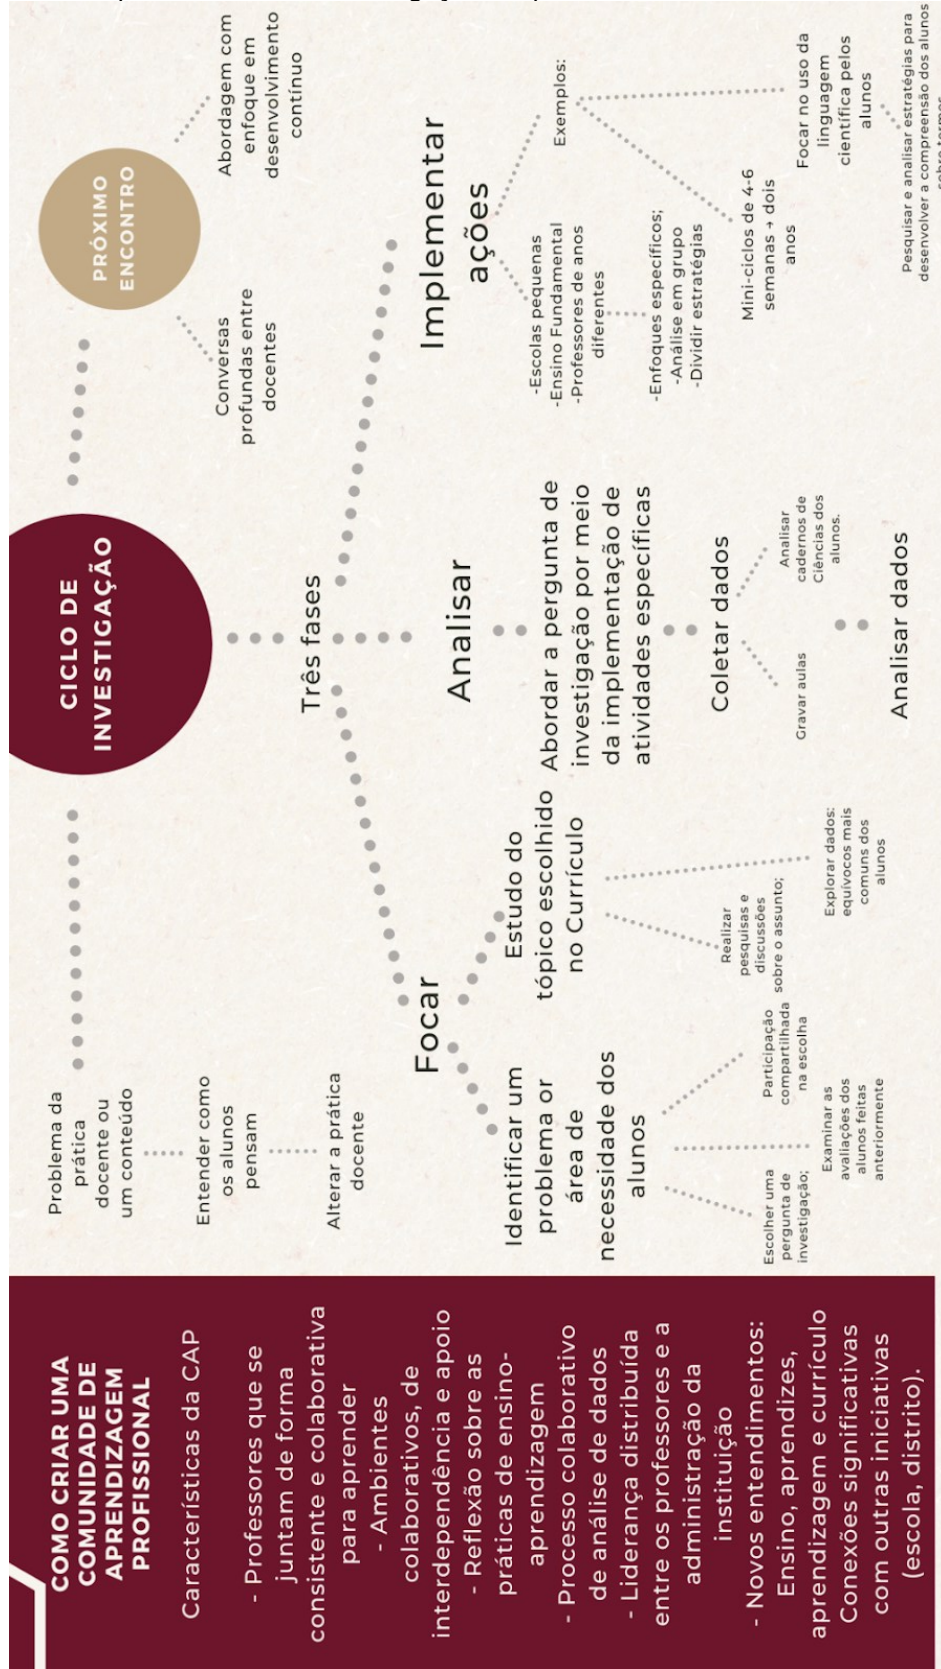 COMO CRIAR UMA
COMUNIDADE DE
APRENDIZAGEM
PROFISSIONAL
Características da CAP
- Professores que se
juntam de forma
consistente e colaborativa
para aprender
- Ambientes
colaborativos, de
interdependência e apoio
- Reflexão sobre as
práticas de ensino-
aprendizagem
- Processo colaborativo
de análise de dados
- Liderança distribuída
entre os professores e a
administração da
instituição
- Novos entendimentos:
Ensino, aprendizes,
aprendizagem e currículo
Conexões significativas
com outras iniciativas
(escola, distrito).
CICLO DE
INVESTIGAÇÃO
Problema da
prática
docente ou
um conteúdo
Entender como
os alunos
pensam
Alterar a prática
docente
PRÓXIMO
ENCONTRO
Conversas
profundas entre
docentes
Abordagem com
enfoque em
desenvolvimento
contínuo
Três fases
Focar
Identificar um
problema or
área de
necessidade dos
alunos
Escolher uma
pergunta de
investigação;
Examinar as
avaliações dos
alunos feitas
anteriormente
Participação
compartilhada
na escolha
Estudo do
tópico escolhido
no Currículo
Realizar
pesquisas e
discussões
sobre o assunto;
Explorar dados:
equívocos mais
comuns dos
alunos
Analisar
Abordar a pergunta de
investigação por meio
da implementação de
atividades específicas
Coletar dados
Gravar aulas
Analisar
cadernos de
Ciências dos
alunos.
Analisar dados
Implementar
ações
-Escolas pequenas
-Ensino Fundamental
-Professores de anos
diferentes
-Enfoques específicos;
-Análise em grupo
-Dividir estratégias
Exemplos:
Mini-ciclos de 4-6
semanas → dois
anos
Focar no uso da
linguagem
científica pelos
alunos
Pesquisar e analisar estratégias para
desenvolver a compreensão dos alunos